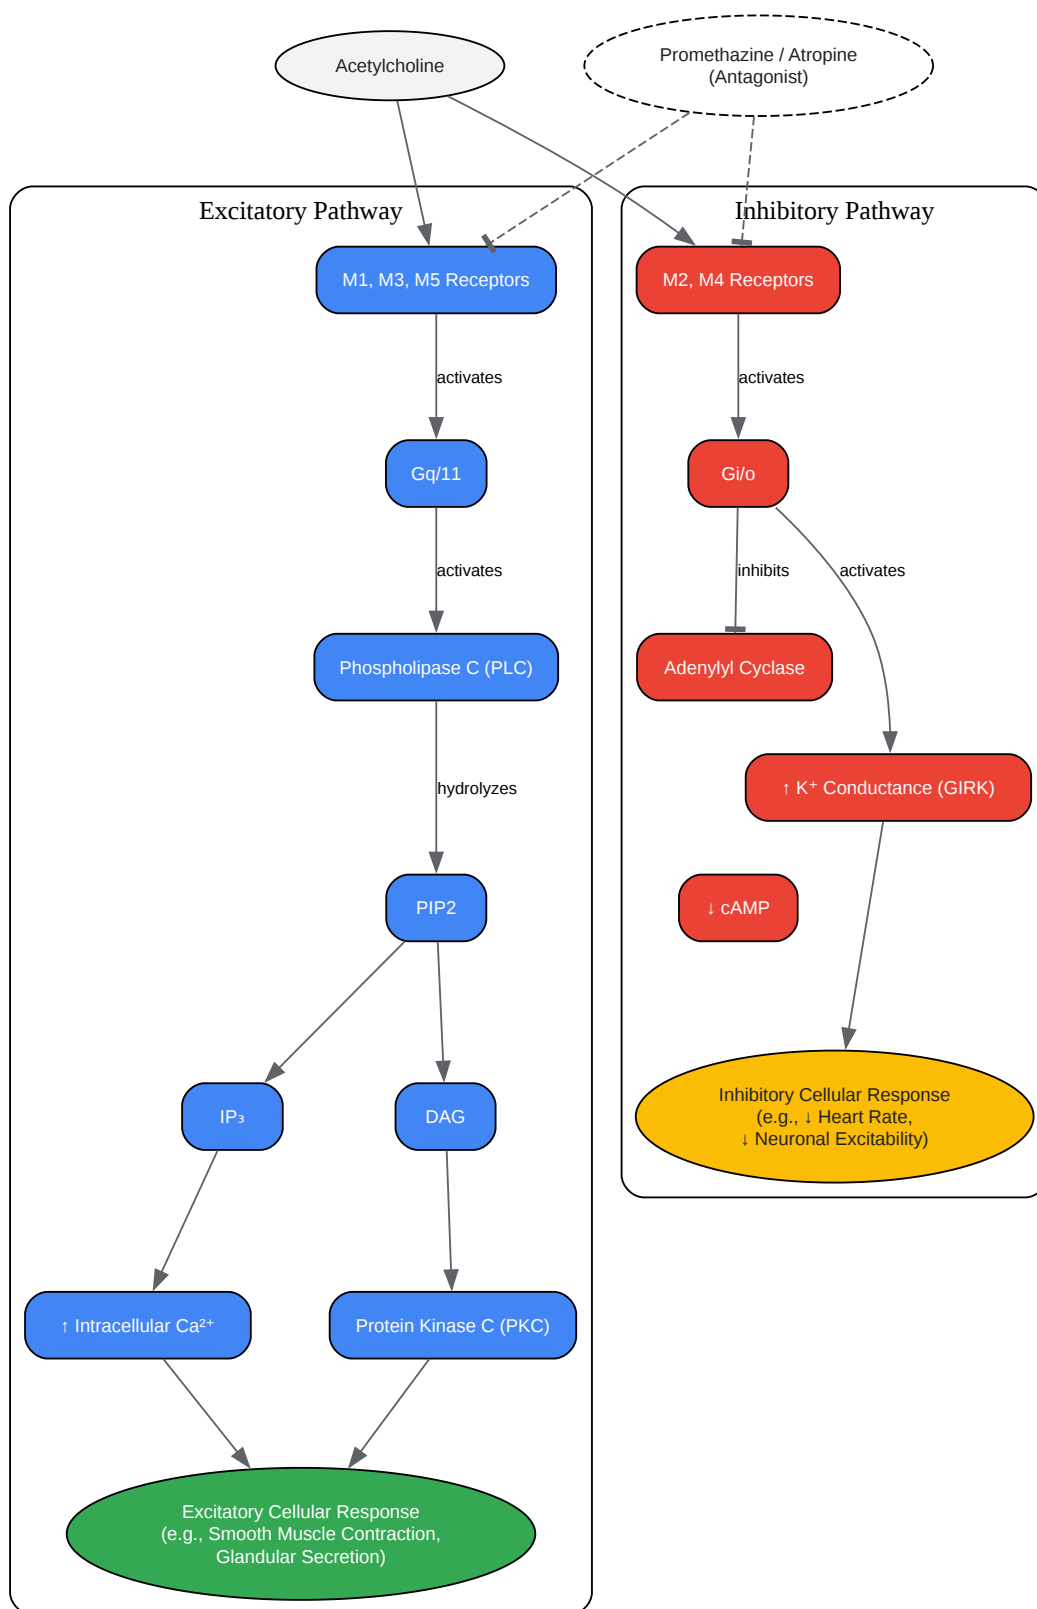 Acetylcholine
Promethazine / Atropine
(Antagonist)
Excitatory Pathway
Inhibitory Pathway
M1, M3, M5 Receptors
M2, M4 Receptors
activates
activates
Gq/11
Gi/o
activates
inhibits
activates
Phospholipase C (PLC)
Adenylyl Cyclase
hydrolyzes
↑ K⁺ Conductance (GIRK)
PIP2
↓ cAMP
IP₃
DAG
Inhibitory Cellular Response
(e.g., ↓ Heart Rate,
↓ Neuronal Excitability)
↑ Intracellular Ca²⁺
Protein Kinase C (PKC)
Excitatory Cellular Response
(e.g., Smooth Muscle Contraction,
Glandular Secretion)